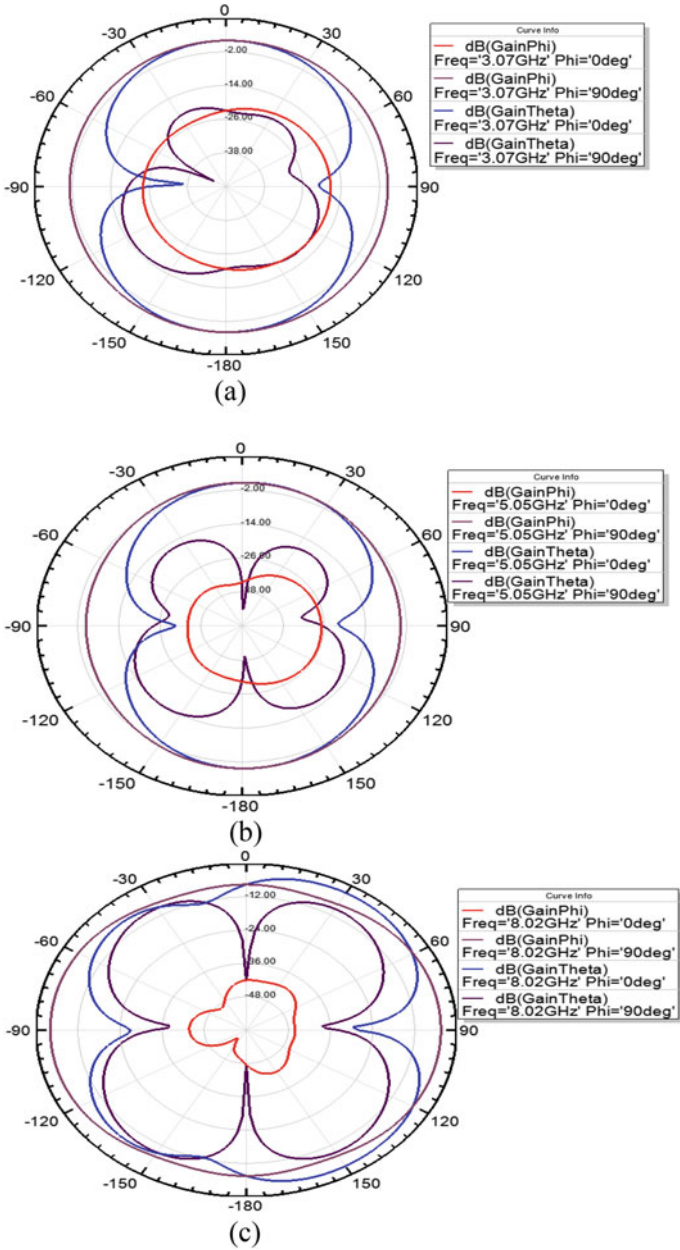 0
-30
30
-2.00
-14.00
-60
60
-26.00
-38.00
-90
90
-120
120
-150
150
-180
Curve Info
dB(GainPhi)
Freq='3.07GHz' Phi='0deg'
dB(GainPhi)
Freq='3.07GHz' Phi='90deg'
dB(GainTheta)
Freq='3.07GHz' Phi='0deg'
dB(GainTheta)
Freq='3.07GHz' Phi='90deg'
(a)
0
-30
30
-2.00
-14.00
-60
60
-26.00
-90
90
-120
120
-150
150
-180
Curve Info
dB(GainPhi)
Freq='5.05GHz' Phi='0deg'
dB(GainPhi)
Freq='5.05GHz' Phi='90deg'
dB(GainTheta)
Freq='5.05GHz' Phi='0deg'
dB(GainTheta)
Freq='5.05GHz' Phi='90deg'
(b)
0
-30
30
-12.00
-24.00
-60
60
-36.00
-48.00
-90
90
-120
120
-150
150
-180
Curve Info
dB(GainPhi)
Freq='8.02GHz' Phi='0deg'
dB(GainPhi)
Freq='8.02GHz' Phi='90deg'
dB(GainTheta)
Freq='8.02GHz' Phi='0deg'
dB(GainTheta)
Freq='8.02GHz' Phi='90deg'
(c)